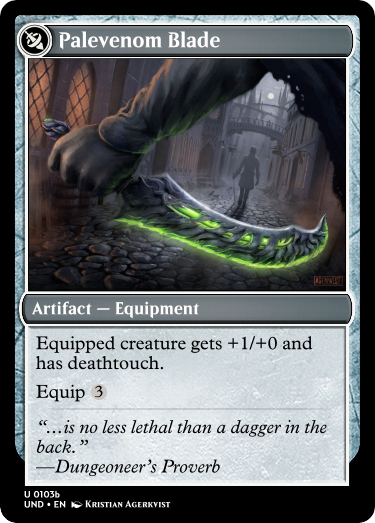 Palevenom Blade
Artifact — Equipment
Equipped creature gets +1/+0 and
has deathtouch.
Equip 3
“…is no less lethal than a dagger in the
back.”
—Dungeoneer’s Proverb
U 0103b
UND • EN Kristian Agerkvist